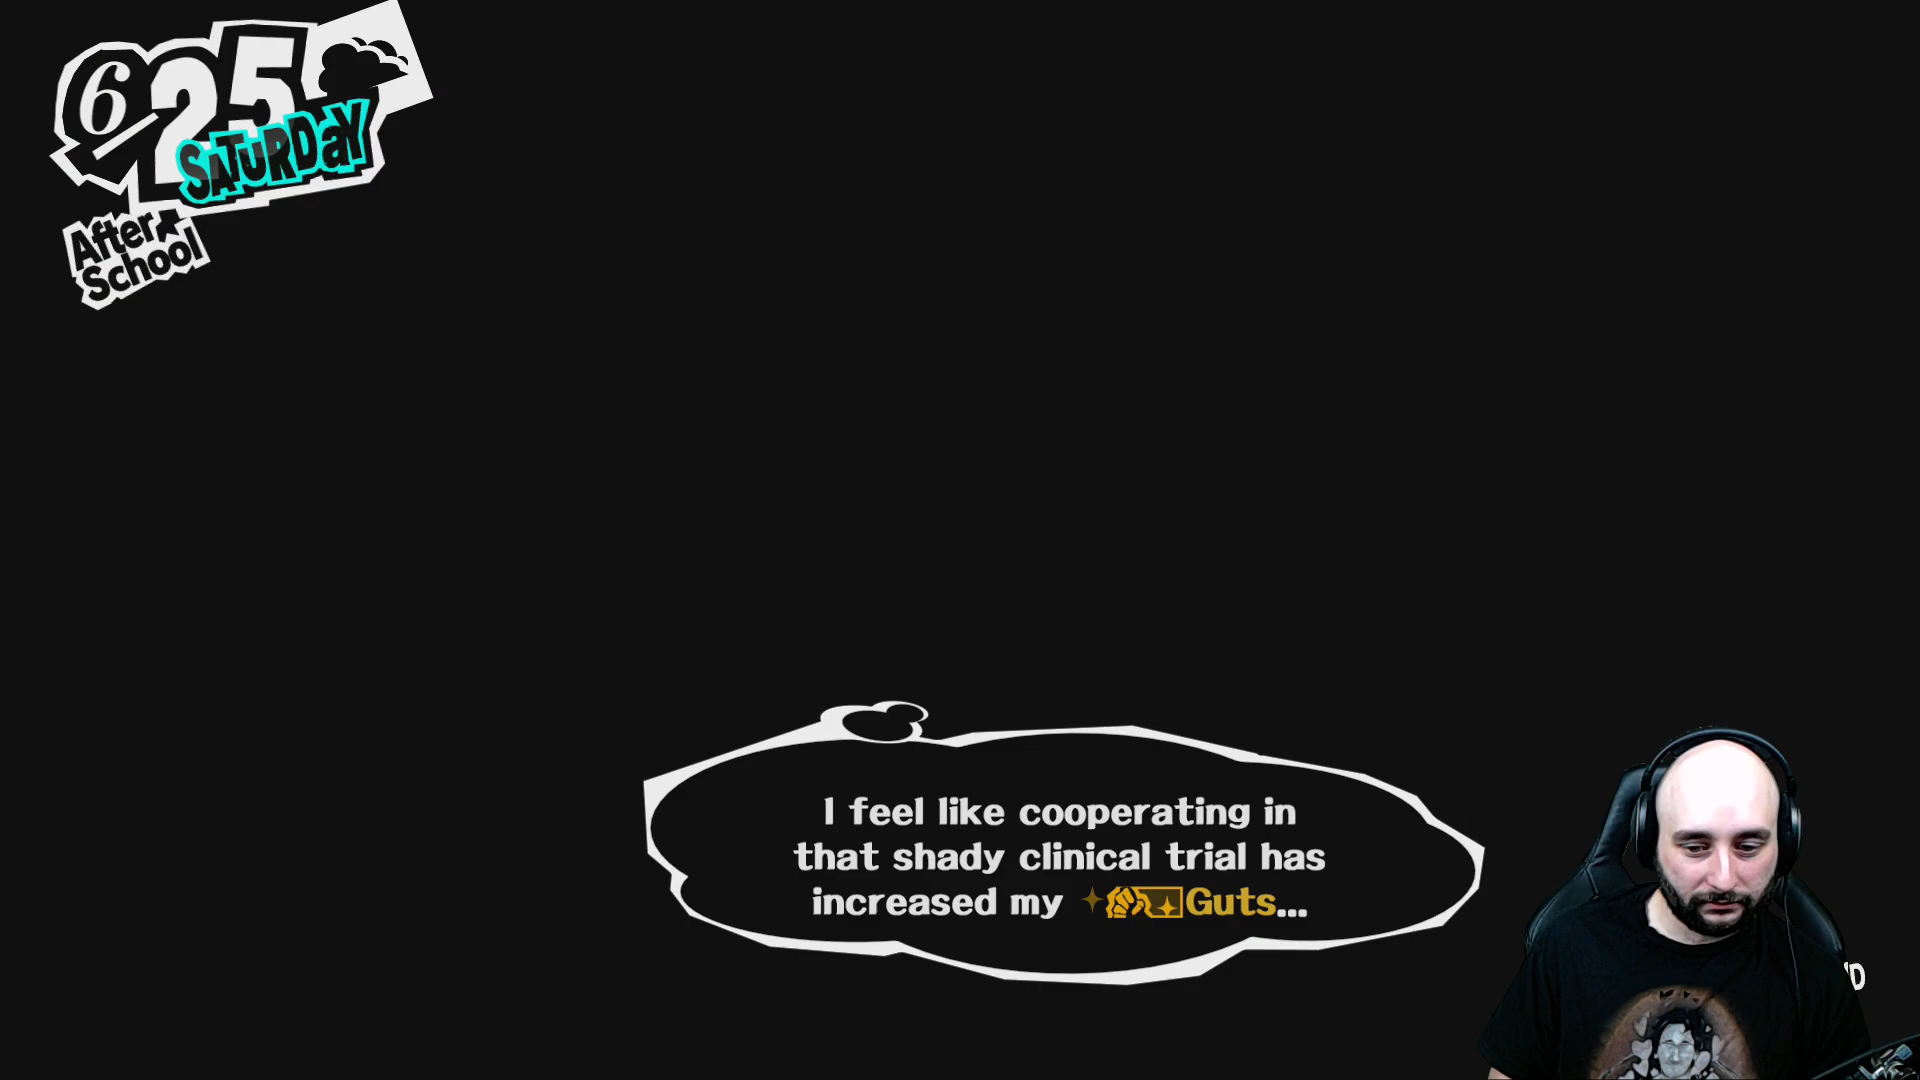 6/25
SATURDaY
After
School
I feel like cooperating in
that shady clinical trial has
increased my Guts...